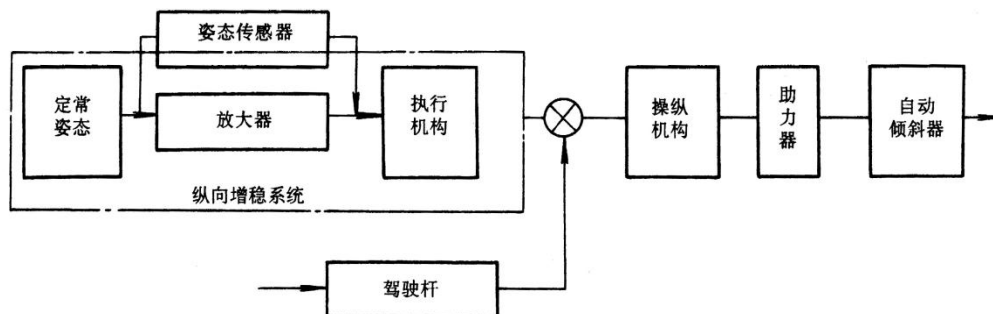 姿态传感器
定常
姿态
放大器
执行
机构
操纵
机构
助
力
器
自动
倾斜器
纵向增稳系统
驾驶杆